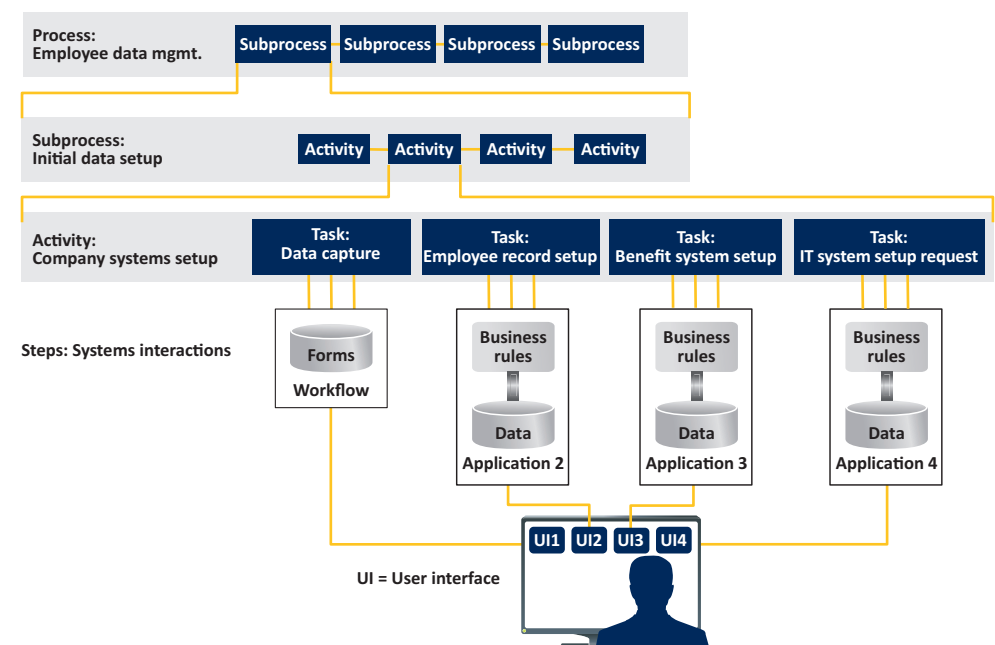 Process:
Employee data mgmt.
Subprocess Subprocess Subprocess Subprocess
Subprocess:
Initial data setup
Activity Activity Activity Activity
Activity:
Company systems setup
Task:
Data capture
Task:
Employee record setup
Task:
Benefit system setup
Task:
IT system setup request
Steps: Systems interactions
Forms
Workflow
Business
rules
Data
Application 2
Business
rules
Data
Application 3
Business
rules
Data
Application 4
UI1 UI2 UI3 UI4
UI = User interface